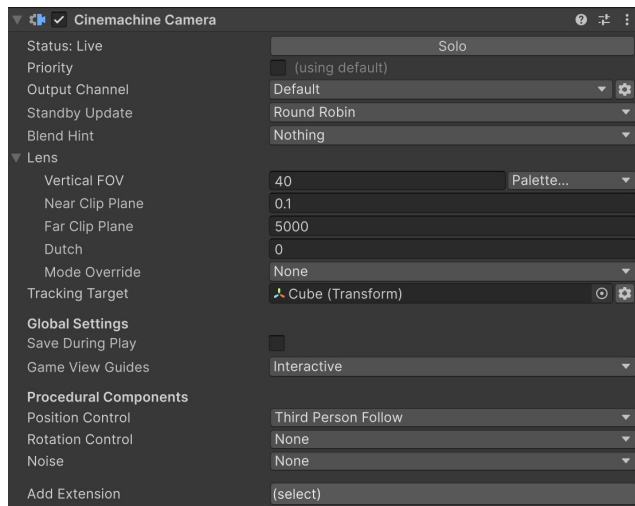 Cinemachine Camera
Status: Live Solo
Priority (using default)
Output Channel Default
Standby Update Round Robin
Blend Hint Nothing
Lens
Vertical FOV 40 Palette...
Near Clip Plane 0.1
Far Clip Plane 5000
Dutch 0
Mode Override None
Tracking Target Cube (Transform)
Global Settings
Save During Play
Game View Guides Interactive
Procedural Components
Position Control Third Person Follow
Rotation Control None
Noise None
Add Extension (select)